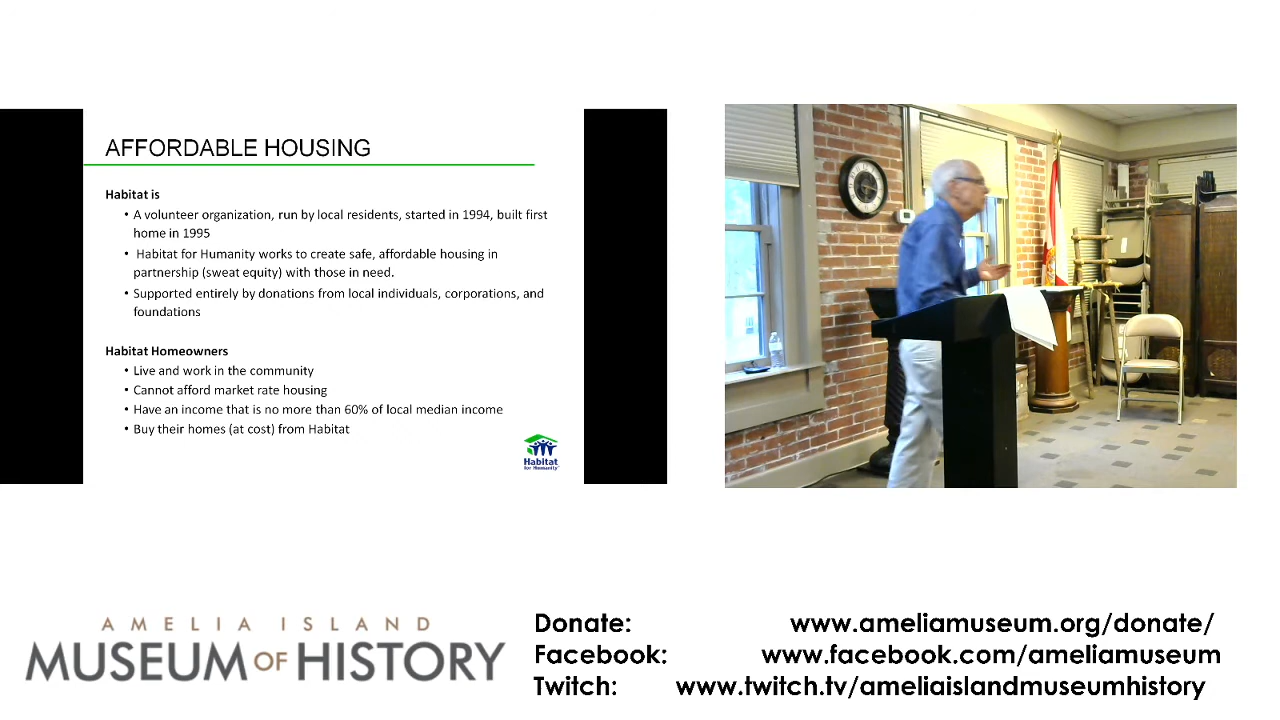 AFFORDABLE HOUSING
Habitat is
• A volunteer organization, run by local residents, started in 1994, built first
home in 1995
• Habitat for Humanity works to create safe, affordable housing in
partnership (sweat equity) with those in need.
• Supported entirely by donations from local individuals, corporations, and
foundations
Habitat Homeowners
• Live and work in the community
• Cannot afford market rate housing
• Have an income that is no more than 60% of local median income
• Buy their homes (at cost) from Habitat
Habitat
for Humanity
AMELIA ISLAND
MUSEUM OF HISTORY
Donate: www.ameliamuseum.org/donate/
Facebook: www.facebook.com/ameliamuseum
Twitch: www.twitch.tv/ameliaislandmuseumhistory